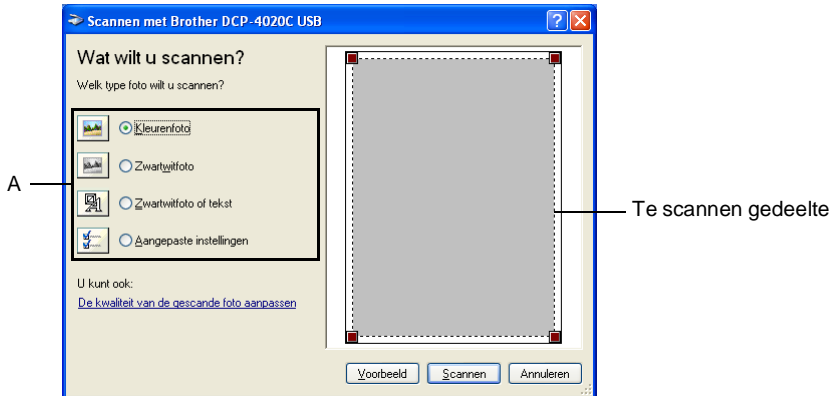 Scannen met Brother DCP-4020C USB
Wat wilt u scannen?
Welk type foto wilt u scannen?
Kleurenfoto
Zwartwitfoto
Zwartwitfoto of tekst
Aangepaste instellingen
A
Te scannen gedeelte
U kunt ook:
De kwaliteit van de gescande foto aanpassen
Voorbeeld
Scannen
Annuleren